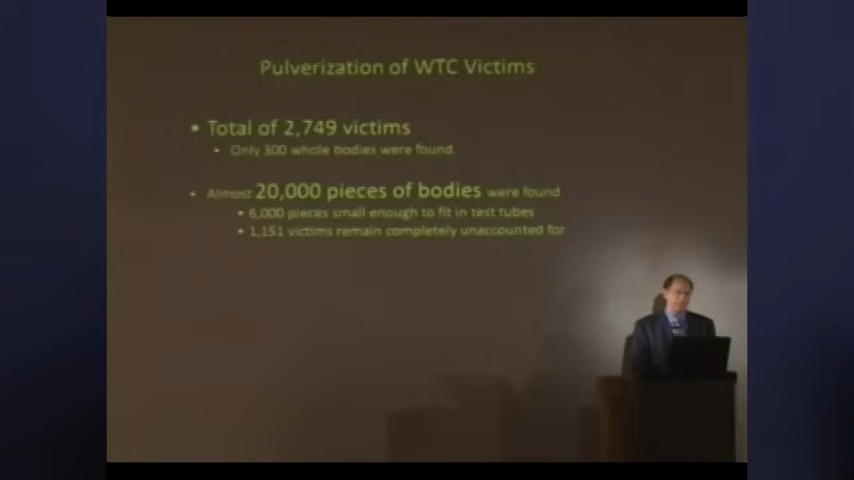 Pulverization of WTC Victims
• Total of 2,749 victims
• Only 300 whole bodies were found.
• Almost 20,000 pieces of bodies were found
• 6,000 pieces small enough to fit in test tubes
• 1,151 victims remain completely unaccounted for